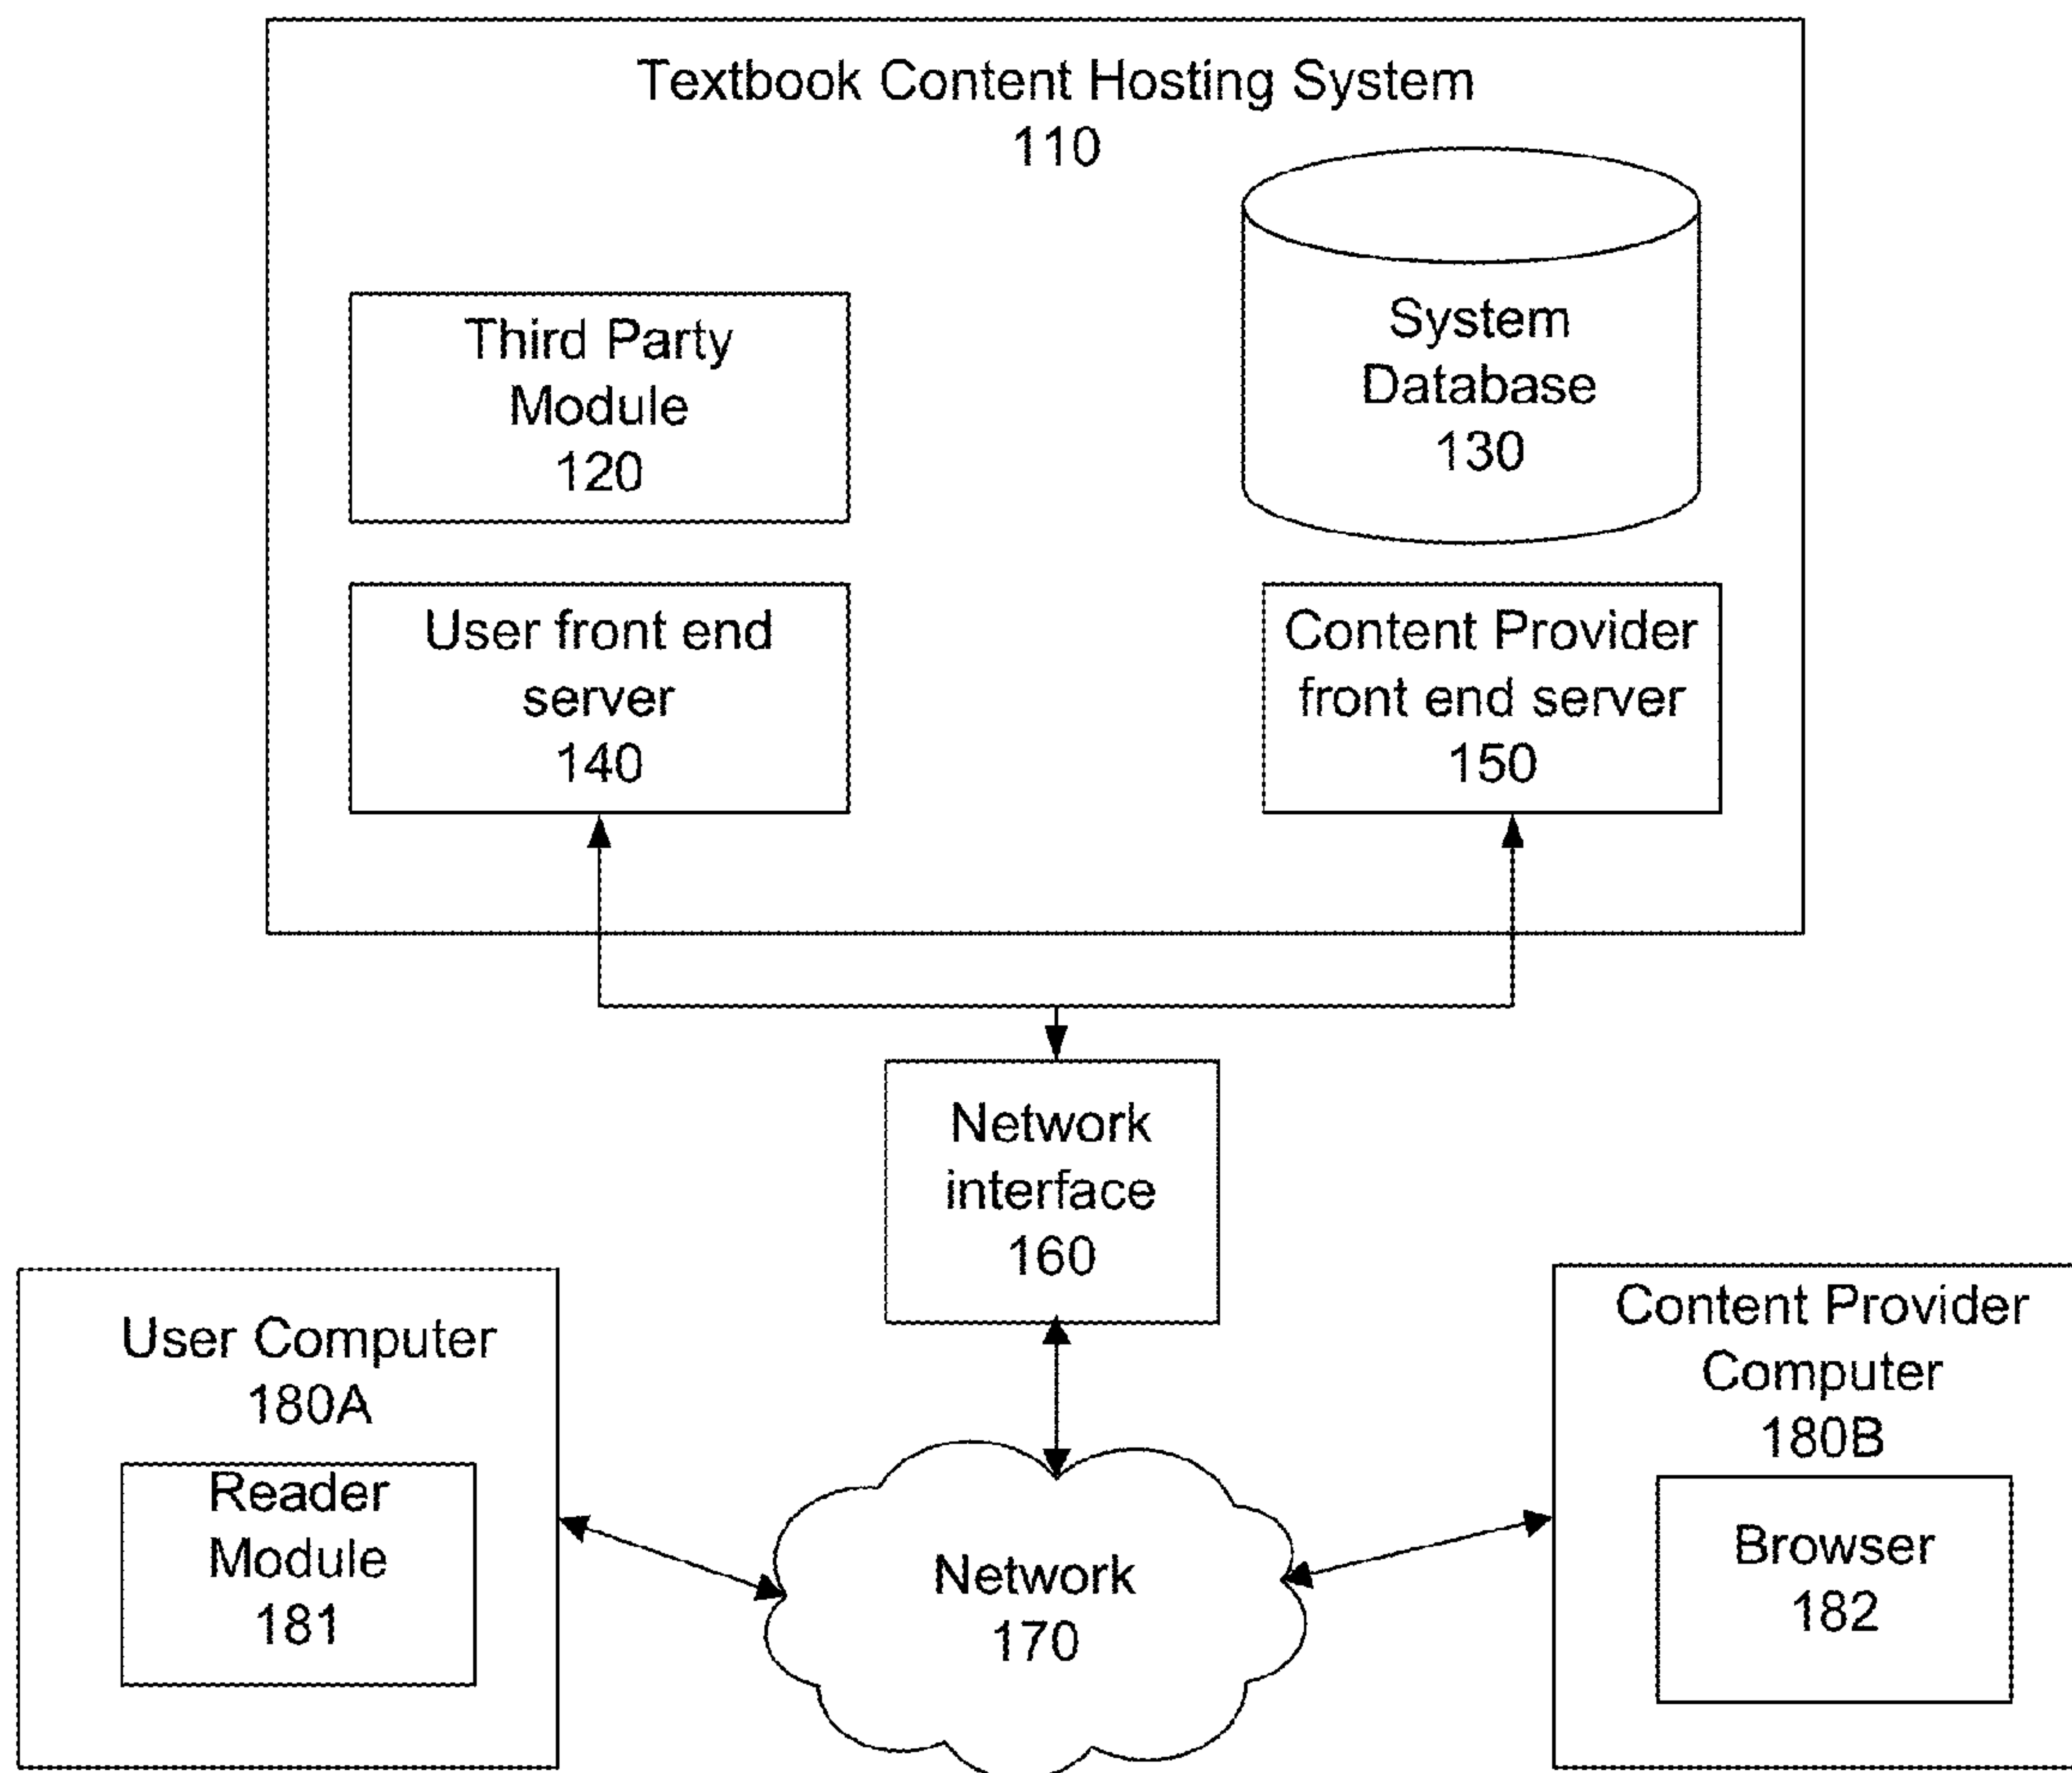 Textbook Content Hosting System
110
Third Party
Module
120
System
Database
130
User front end
server
140
Content Provider
front end server
150
Network
interface
160
User Computer
180A
Reader
Module
181
Network
170
Content Provider
Computer
180B
Browser
182